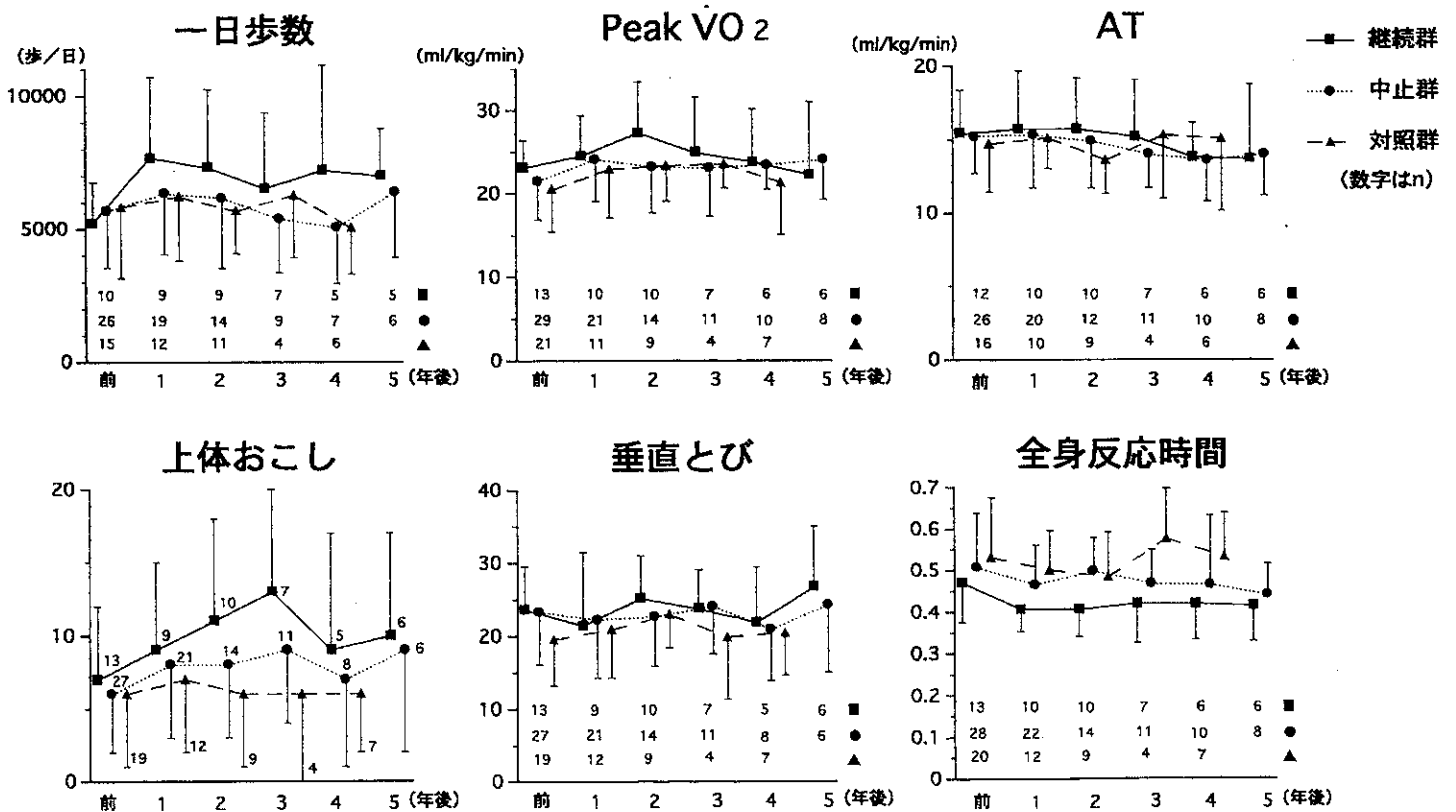 一日歩数
(歩／日)
10000
5000
0
10 9 9 7 5 5 ■
26 19 14 9 7 6 ●
15 12 11 4 6 ▲
前 1 2 3 4 5 (年後)
Peak VO 2
(ml/kg/min)
30
20
10
0
13 10 10 7 6 6 ■
29 21 14 11 10 8 ●
21 11 9 4 7 ▲
前 1 2 3 4 5 (年後)
AT
(ml/kg/min)
20
10
0
12 10 10 7 6 6 ■
26 20 12 11 10 8 ●
16 10 9 4 6 ▲
前 1 2 3 4 5 (年後)
継続群
中止群
対照群
(数字はn)
上体おこし
20
10
0
13 9 10 7 5 6
27 21 14 11 8 6
19 12 9 4 7
前 1 2 3 4 5 (年後)
垂直とび
40
30
20
10
0
13 9 10 7 5 6 ■
27 21 14 11 8 6 ●
19 12 9 4 7 ▲
前 1 2 3 4 5 (年後)
全身反応時間
0.7
0.6
0.5
0.4
0.3
0.2
0.1
0
13 10 10 7 6 6 ■
28 22 14 11 10 8 ●
20 12 9 4 7 ▲
前 1 2 3 4 5 (年後)